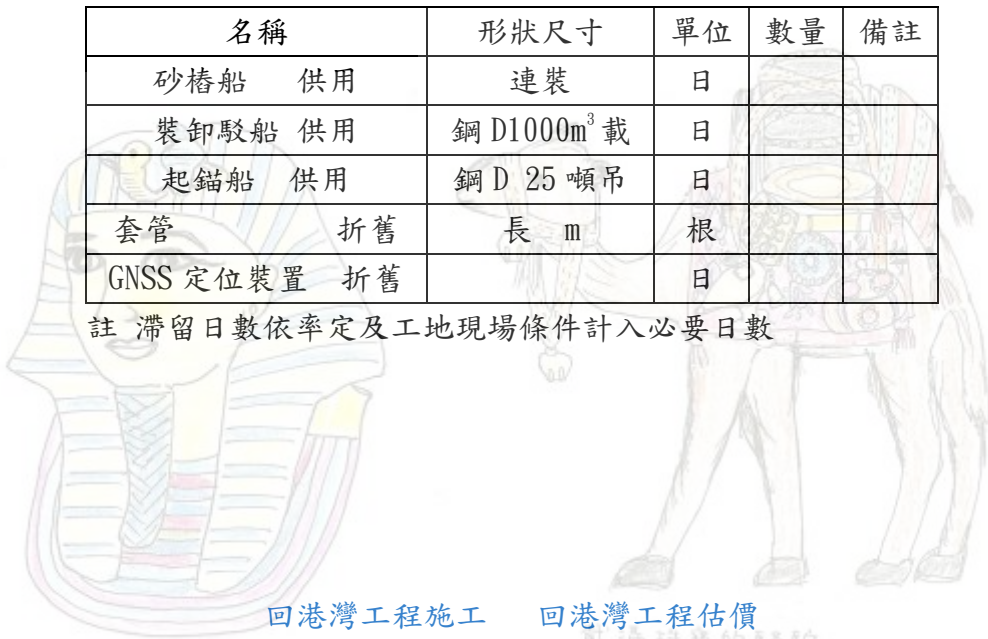 名稱 形狀尺寸 單位 數量 備註
砂樁船 供用 連裝 日
裝卸駁船 供用 鋼 D1000m³載 日
起錨船 供用 鋼 D 25 噸吊 日
套管 折舊 長 m 根
GNSS 定位裝置 折舊 日
註 滯留日數依率定及工地現場條件計入必要日數
回港灣工程施工 回港灣工程估價